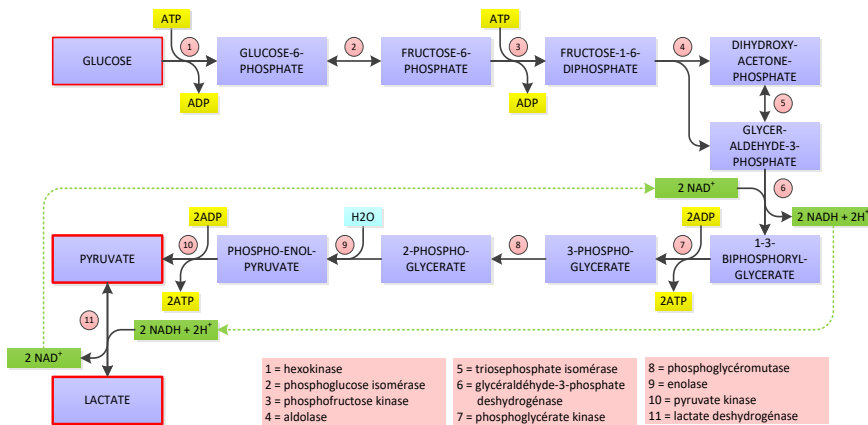 ATP
ATP
1
2
3
4
GLUCOSE
GLUCOSE-6-
PHOSPHATE
FRUCTOSE-6-
PHOSPHATE
FRUCTOSE-1-6-
DIPHOSPHATE
DIHYDROXY-
ACETONE-
PHOSPHATE
ADP
ADP
5
GLYCER-
ALDEHYDE-3-
PHOSPHATE
2 NAD⁺
6
2 NADH + 2H⁺
2ADP
H2O
2ADP
10
9
8
7
PYRUVATE
PHOSPHO-ENOL-
PYRUVATE
2-PHOSPHO-
GLYCERATE
3-PHOSPHO-
GLYCERATE
1-3-
BIPHOSPHORYL-
GLYCERATE
2ATP
2ATP
11
2 NADH + 2H⁺
2 NAD⁺
LACTATE
1 = hexokinase
2 = phosphoglucose isomérase
3 = phosphofructose kinase
4 = aldolase
5 = triosephosphate isomérase
6 = glycéraldéhyde-3-phosphate
deshydrogénase
7 = phosphoglycérate kinase
8 = phosphoglycéromutase
9 = enolase
10 = pyruvate kinase
11 = lactate deshydrogénase